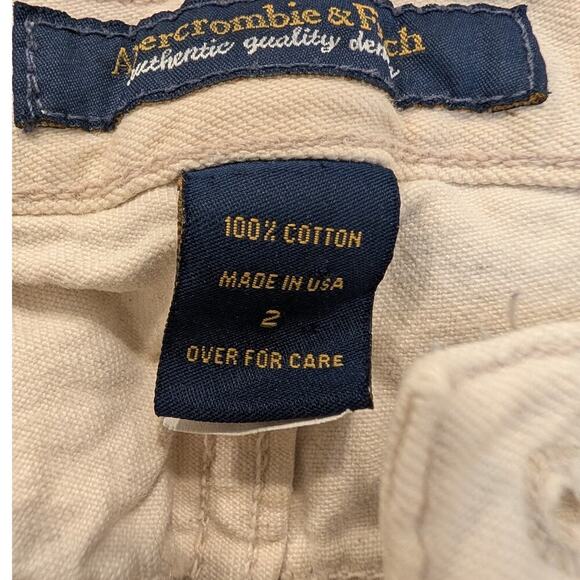 Abercrombie & Fitch
authentic quality denim
100% COTTON
MADE IN USA
2
OVER FOR CARE